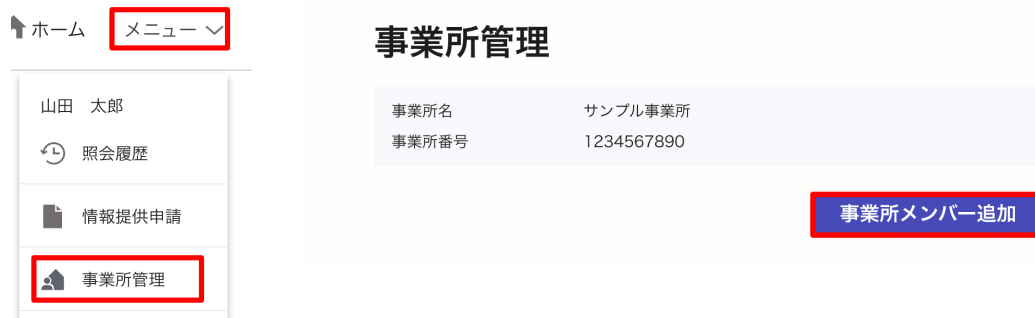 ホーム メニュー
山田 太郎
照会履歴
情報提供申請
事業所管理
事業所管理
事業所名 サンプル事業所
事業所番号 1234567890
事業所メンバー追加